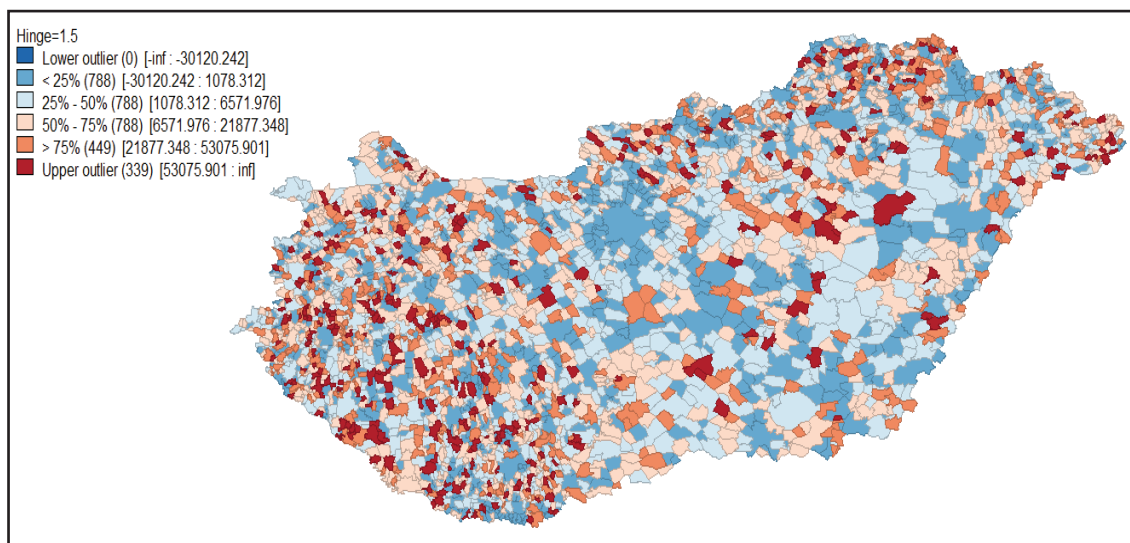 Hinge=1.5
Lower outlier (0) [-inf : -30120.242]
< 25% (788) [-30120.242 : 1078.312]
25% - 50% (788) [1078.312 : 6571.976]
50% - 75% (788) [6571.976 : 21877.348]
> 75% (449) [21877.348 : 53075.901]
Upper outlier (339) [53075.901 : inf]